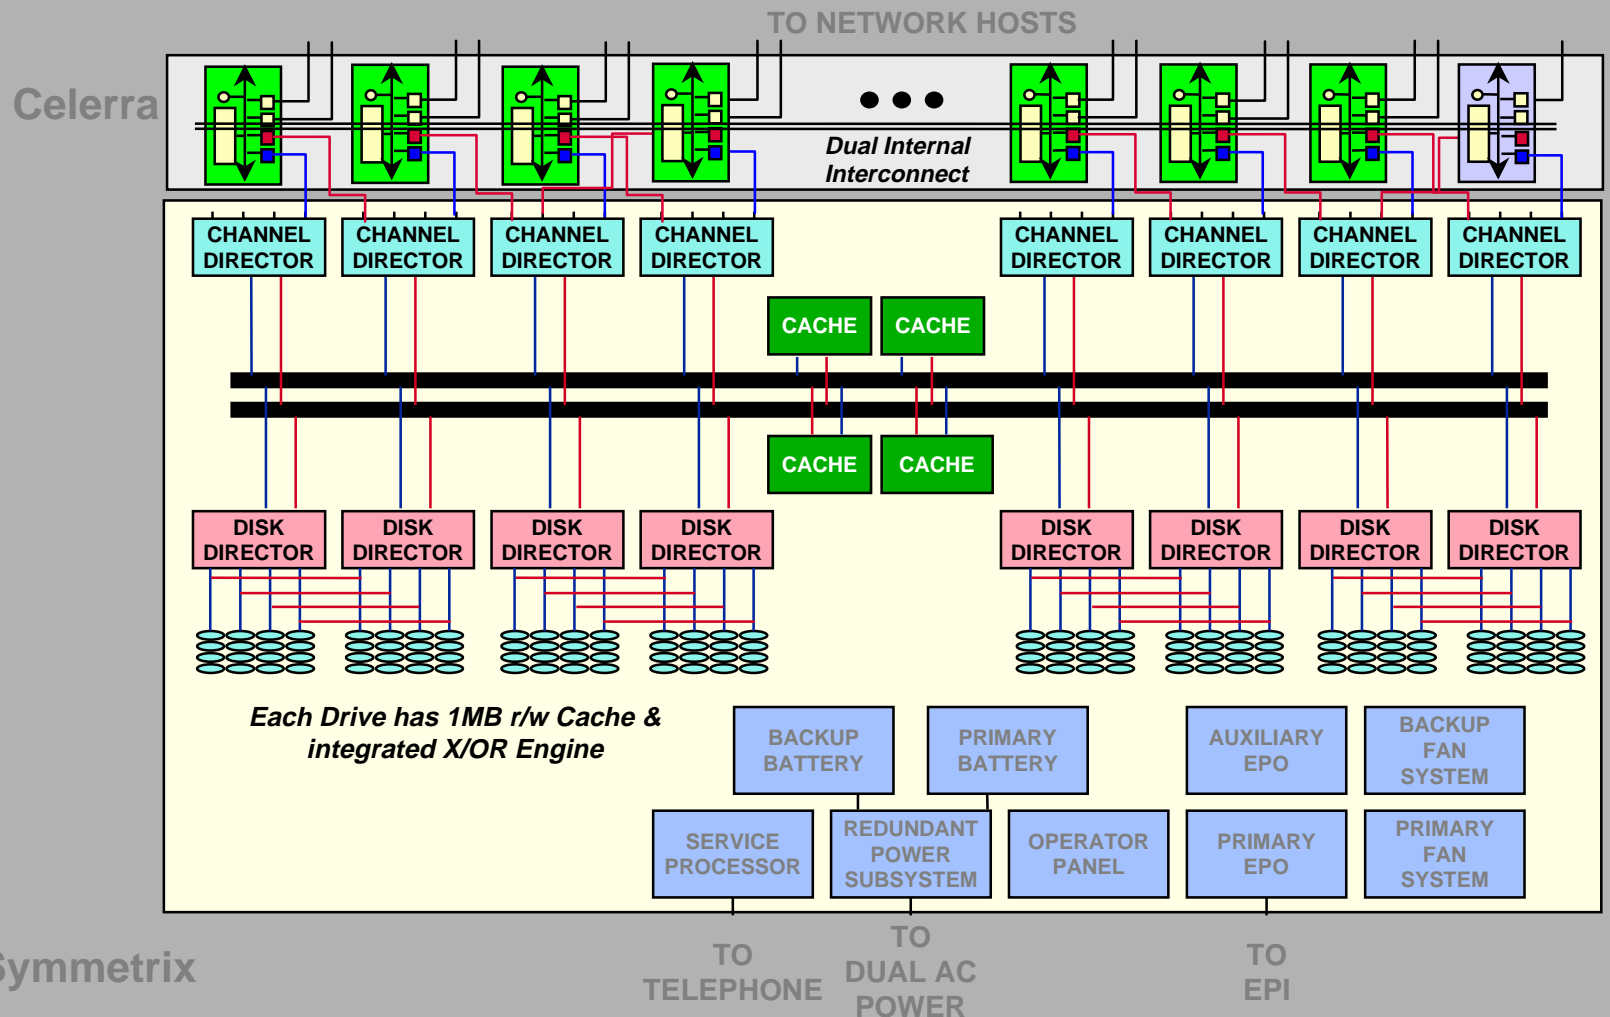 TO NETWORK HOSTS
Celerra
Dual Internal
Interconnect
CHANNEL
DIRECTOR
CHANNEL
DIRECTOR
CHANNEL
DIRECTOR
CHANNEL
DIRECTOR
CHANNEL
DIRECTOR
CHANNEL
DIRECTOR
CHANNEL
DIRECTOR
CHANNEL
DIRECTOR
CACHE
CACHE
CACHE
CACHE
DISK
DIRECTOR
DISK
DIRECTOR
DISK
DIRECTOR
DISK
DIRECTOR
DISK
DIRECTOR
DISK
DIRECTOR
DISK
DIRECTOR
DISK
DIRECTOR
Each Drive has 1MB r/w Cache &
integrated X/OR Engine
BACKUP
BATTERY
PRIMARY
BATTERY
AUXILIARY
EPO
BACKUP
FAN
SYSTEM
SERVICE
PROCESSOR
REDUNDANT
POWER
SUBSYSTEM
OPERATOR
PANEL
PRIMARY
EPO
PRIMARY
FAN
SYSTEM
Symmetrix
TO
TELEPHONE
TO
DUAL AC
POWER
TO
EPI